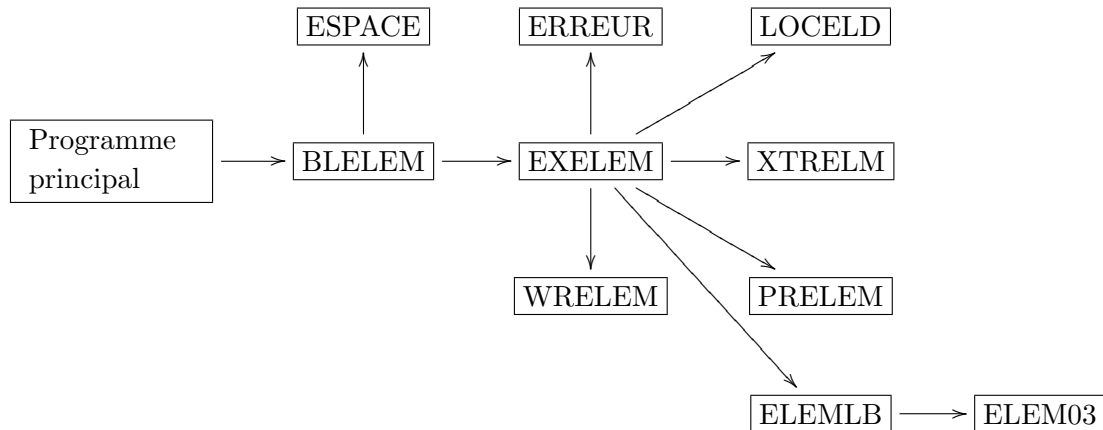 ESPACE
ERREUR
LOCELD
Programme
principal
BLELEM
EXELEM
XTRELM
WRELEM
PRELEM
ELEMLB
ELEM03